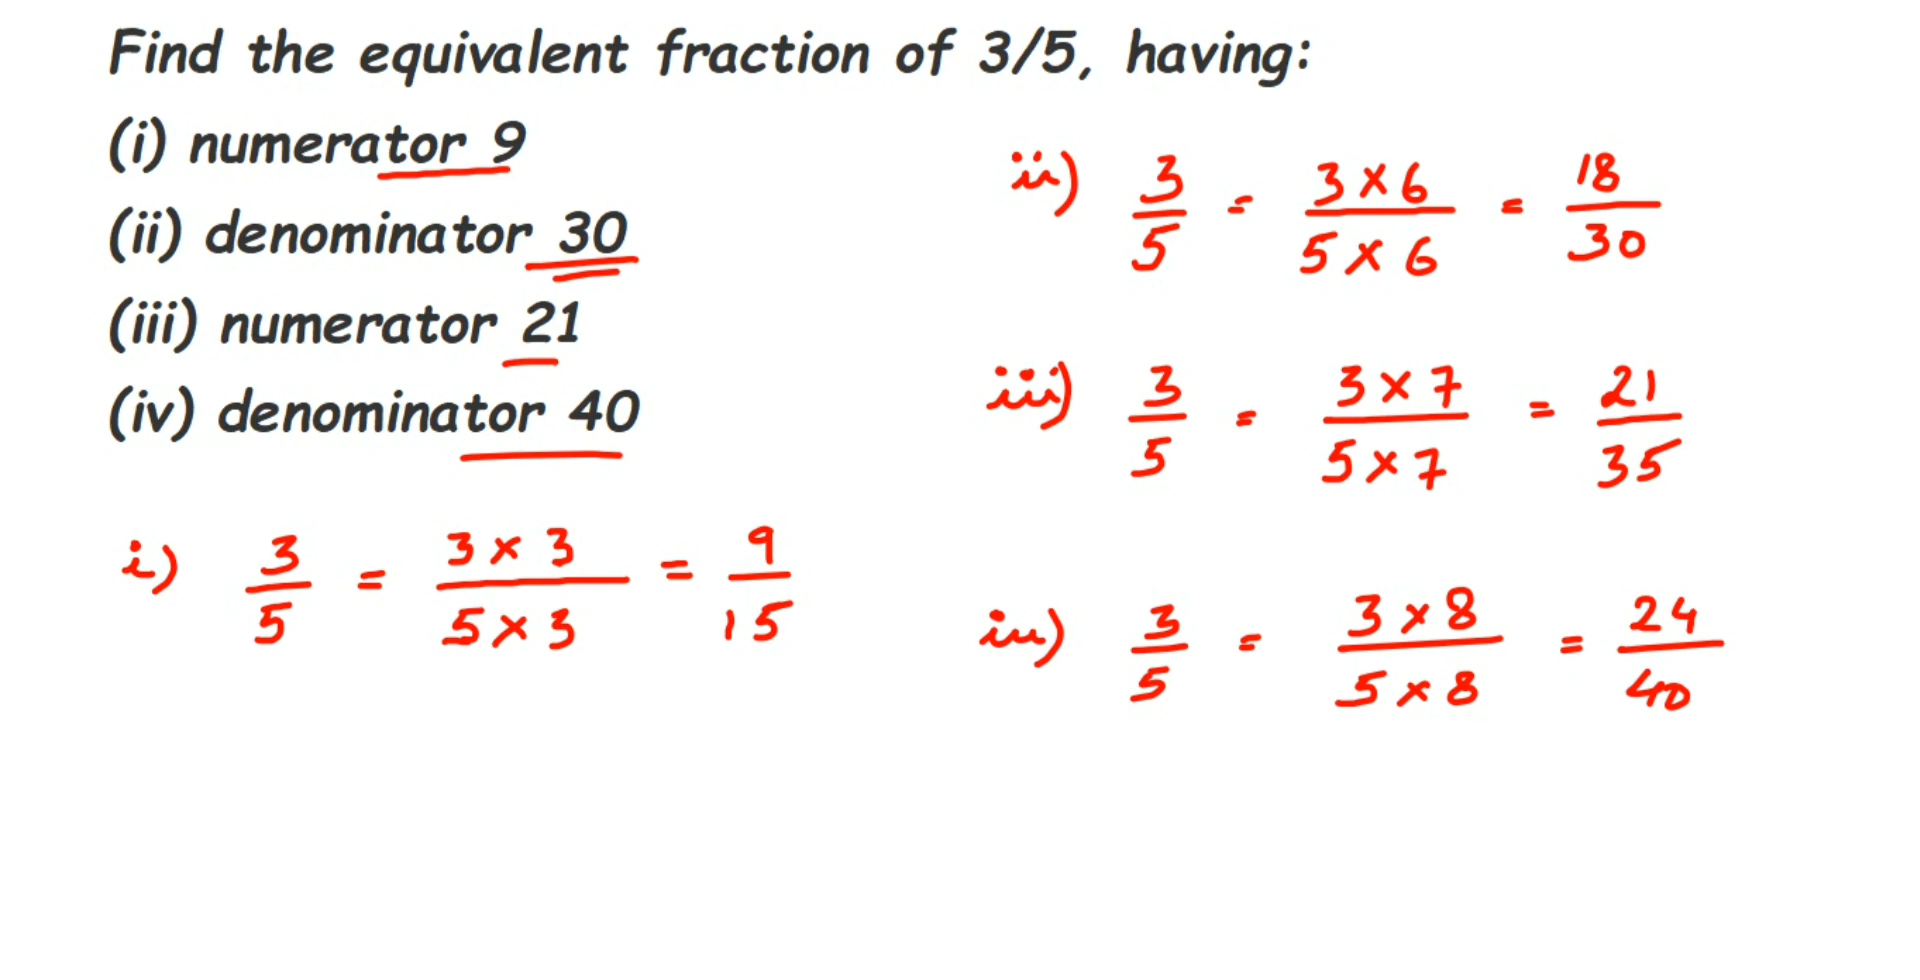 Find the equivalent fraction of 3/5, having:
(i) numerator 9
(ii) denominator 30
(iii) numerator 21
(iv) denominator 40
i) 3/5 = 3 × 3/5 × 3 = 9/15
ii) 3/5 = 3 × 6/5 × 6 = 18/30
iii) 3/5 = 3 × 7/5 × 7 = 21/35
iv) 3/5 = 3 × 8/5 × 8 = 24/40